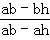 ab − bh
ab − ah